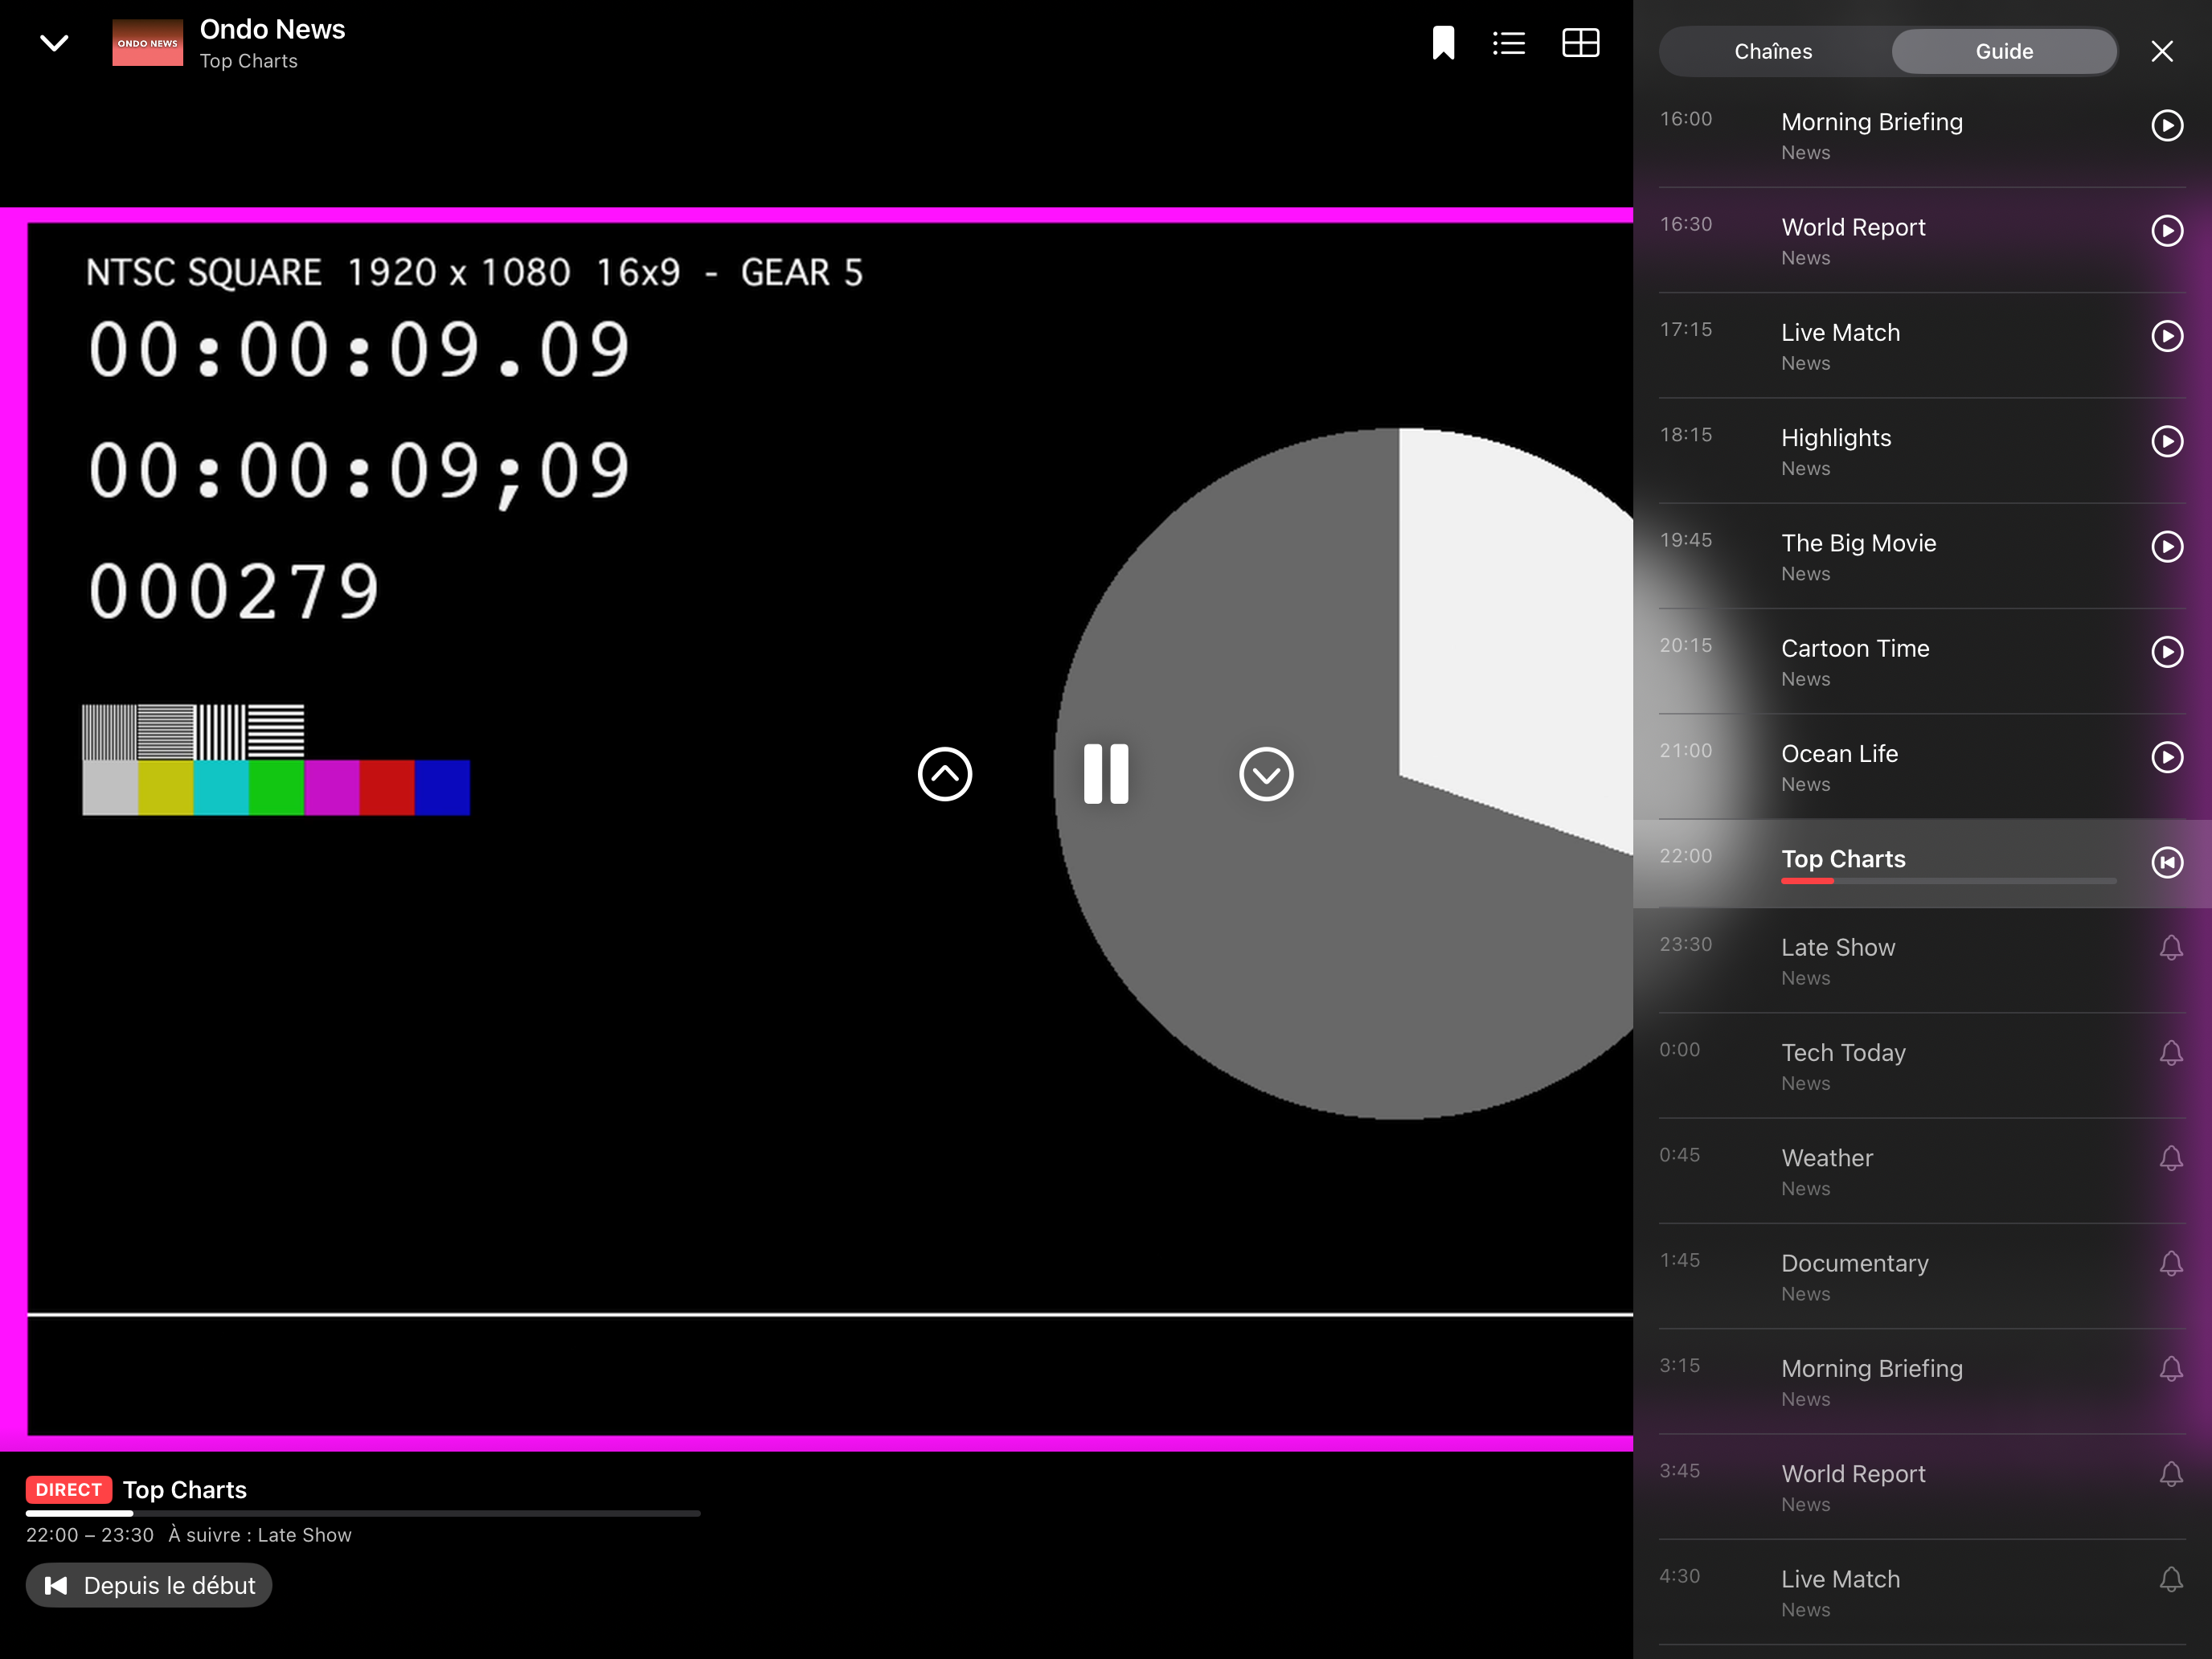 ONDO NEWS
Ondo News
Top Charts
NTSC SQUARE 1920 x 1080 16x9 - GEAR 5
00:00:09.09
00:00:09;09
000279
DIRECT Top Charts
22:00 – 23:30 À suivre : Late Show
Depuis le début
Chaînes Guide
16:00 Morning Briefing
News
16:30 World Report
News
17:15 Live Match
News
18:15 Highlights
News
19:45 The Big Movie
News
20:15 Cartoon Time
News
21:00 Ocean Life
News
22:00 Top Charts
23:30 Late Show
News
0:00 Tech Today
News
0:45 Weather
News
1:45 Documentary
News
3:15 Morning Briefing
News
3:45 World Report
News
4:30 Live Match
News